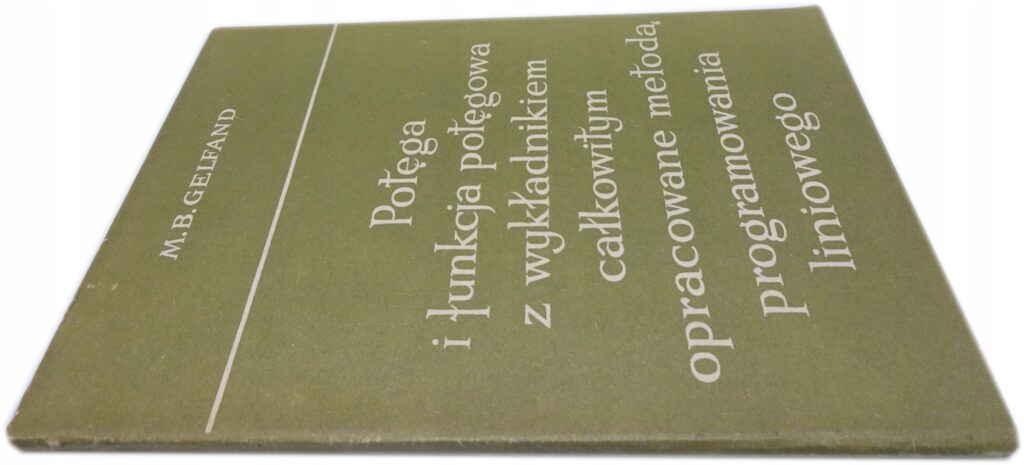 M. B. GELFAND
Potęga
i funkcja potęgowa
z wykładnikiem
całkowitym
opracowane metodą
programowania
liniowego